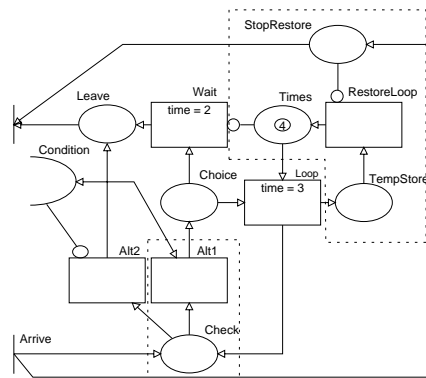 StopRestore
Leave
Wait
Times
RestoreLoop
time = 2
4
Condition
Choice
Loop
time = 3
TempStore
Alt2
Alt1
Arrive
Check